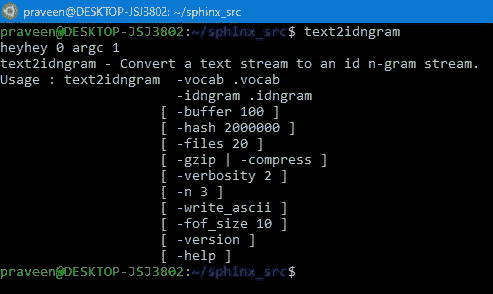 praveen@DESKTOP-JSJ3802: ~/sphinx_src
praveen@DESKTOP-JSJ3802:~/sphinx_src$ text2idngram
heyhey 0 argc 1
text2idngram - Convert a text stream to an id n-gram stream.
Usage : text2idngram  -vocab .vocab
                      -idngram .idngram
                    [ -buffer 100 ]
                    [ -hash 2000000 ]
                    [ -files 20 ]
                    [ -gzip | -compress ]
                    [ -verbosity 2 ]
                    [ -n 3 ]
                    [ -write_ascii ]
                    [ -fof_size 10 ]
                    [ -version ]
                    [ -help ]
praveen@DESKTOP-JSJ3802:~/sphinx_src$